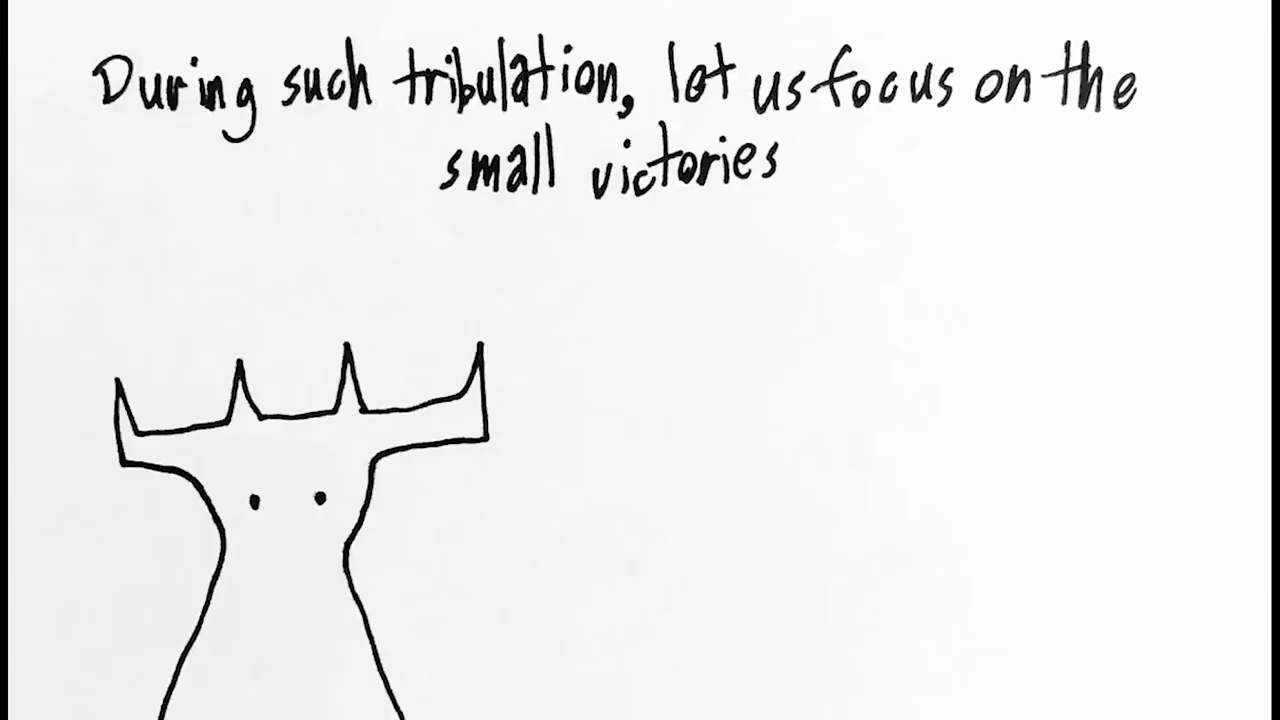 During such tribulation, let us focus on the
small victories